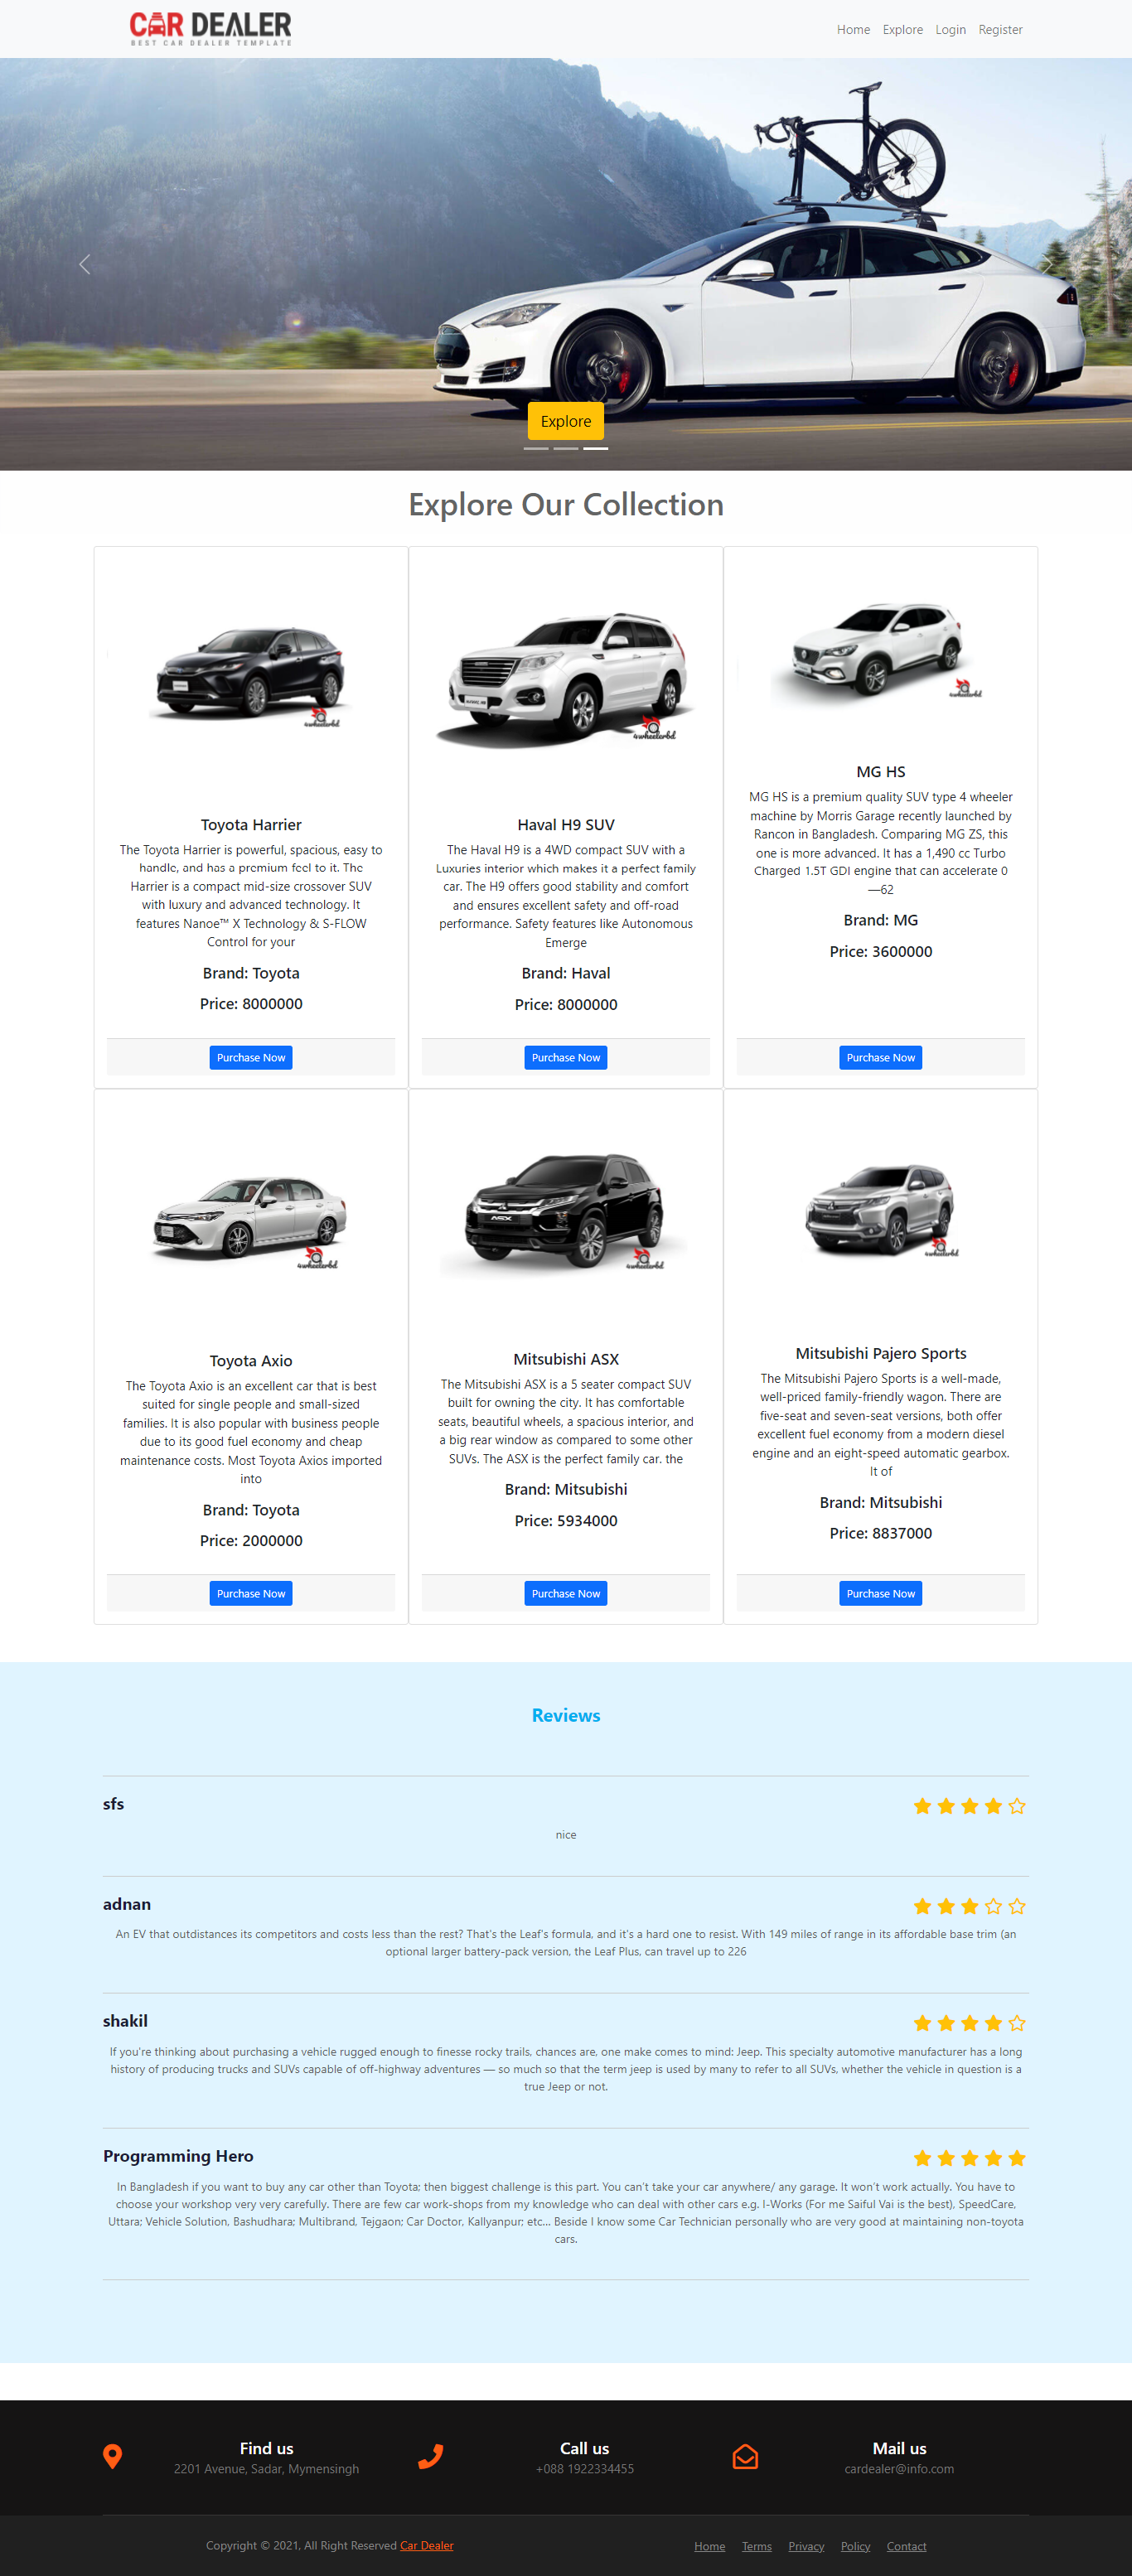 CAR DEALER
BEST CAR DEALER TEMPLATE
Home Explore Login Register
Explore
Explore Our Collection
4wheelerbd
4wheelerbd
4wheelerbd
Toyota Harrier
The Toyota Harrier is powerful, spacious, easy to
handle, and has a premium feel to it. The
Harrier is a compact mid-size crossover SUV
with luxury and advanced technology. It
features Nanoe™ X Technology & S-FLOW
Control for your
Brand: Toyota
Price: 8000000
Purchase Now
Haval H9 SUV
The Haval H9 is a 4WD compact SUV with a
Luxuries interior which makes it a perfect family
car. The H9 offers good stability and comfort
and ensures excellent safety and off-road
performance. Safety features like Autonomous
Emerge
Brand: Haval
Price: 8000000
Purchase Now
MG HS
MG HS is a premium quality SUV type 4 wheeler
machine by Morris Garage recently launched by
Rancon in Bangladesh. Comparing MG ZS, this
one is more advanced. It has a 1,490 cc Turbo
Charged 1.5T GDI engine that can accelerate 0
—62
Brand: MG
Price: 3600000
Purchase Now
4wheelerbd
ASX
4wheelerbd
4wheelerbd
Toyota Axio
The Toyota Axio is an excellent car that is best
suited for single people and small-sized
families. It is also popular with business people
due to its good fuel economy and cheap
maintenance costs. Most Toyota Axios imported
into
Brand: Toyota
Price: 2000000
Purchase Now
Mitsubishi ASX
The Mitsubishi ASX is a 5 seater compact SUV
built for owning the city. It has comfortable
seats, beautiful wheels, a spacious interior, and
a big rear window as compared to some other
SUVs. The ASX is the perfect family car. the
Brand: Mitsubishi
Price: 5934000
Purchase Now
Mitsubishi Pajero Sports
The Mitsubishi Pajero Sports is a well-made,
well-priced family-friendly wagon. There are
five-seat and seven-seat versions, both offer
excellent fuel economy from a modern diesel
engine and an eight-speed automatic gearbox.
It of
Brand: Mitsubishi
Price: 8837000
Purchase Now
Reviews
sfs
nice
adnan
An EV that outdistances its competitors and costs less than the rest? That's the Leaf's formula, and it's a hard one to resist. With 149 miles of range in its affordable base trim (an
optional larger battery-pack version, the Leaf Plus, can travel up to 226
shakil
If you're thinking about purchasing a vehicle rugged enough to finesse rocky trails, chances are, one make comes to mind: Jeep. This specialty automotive manufacturer has a long
history of producing trucks and SUVs capable of off-highway adventures — so much so that the term jeep is used by many to refer to all SUVs, whether the vehicle in question is a
true Jeep or not.
Programming Hero
In Bangladesh if you want to buy any car other than Toyota; then biggest challenge is this part. You can't take your car anywhere/ any garage. It won't work actually. You have to
choose your workshop very very carefully. There are few car work-shops from my knowledge who can deal with other cars e.g. I-Works (For me Saiful Vai is the best), SpeedCare,
Uttara; Vehicle Solution, Bashudhara; Multibrand, Tejgaon; Car Doctor, Kallyanpur; etc... Beside I know some Car Technician personally who are very good at maintaining non-toyota
cars.
Find us
2201 Avenue, Sadar, Mymensingh
Call us
+088 1922334455
Mail us
cardealer@info.com
Copyright © 2021, All Right Reserved Car Dealer
Home Terms Privacy Policy Contact